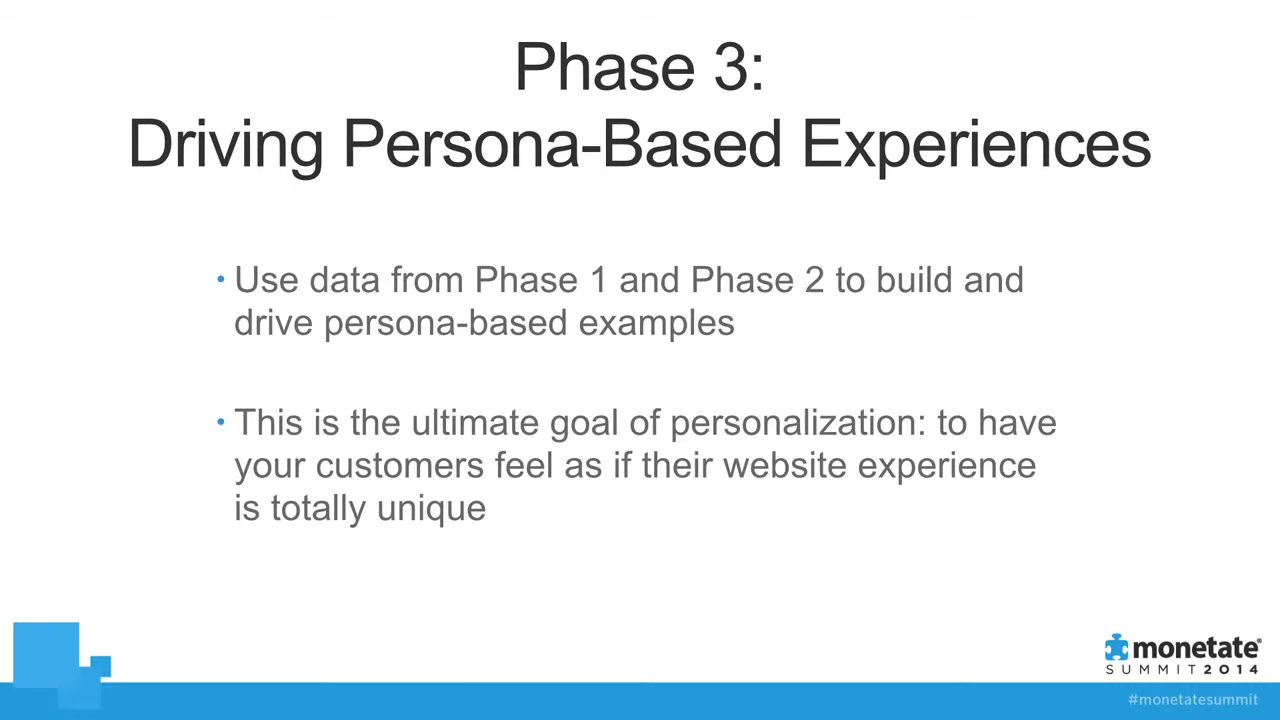 Phase 3:
Driving Persona-Based Experiences
• Use data from Phase 1 and Phase 2 to build and
drive persona-based examples
• This is the ultimate goal of personalization: to have
your customers feel as if their website experience
is totally unique
monetate®
SUMMIT2014
#monetatesummit